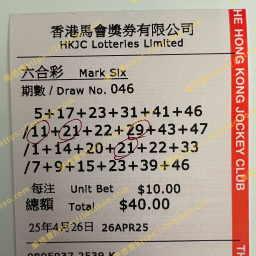 香港馬會獎券有限公司
HKJC Lotteries Limited
六合彩 Mark Six
期數 / Draw No. 046
5÷17+23+31+41+46
/11+21+22+29+43+47
/1+14+20+21+22+33
/7+9+15+23+39+46
每注 Unit Bet $10.00
總額 Total $40.00
25年4月26日 26APR25
THE HONG KONG JOCKEY CLUB